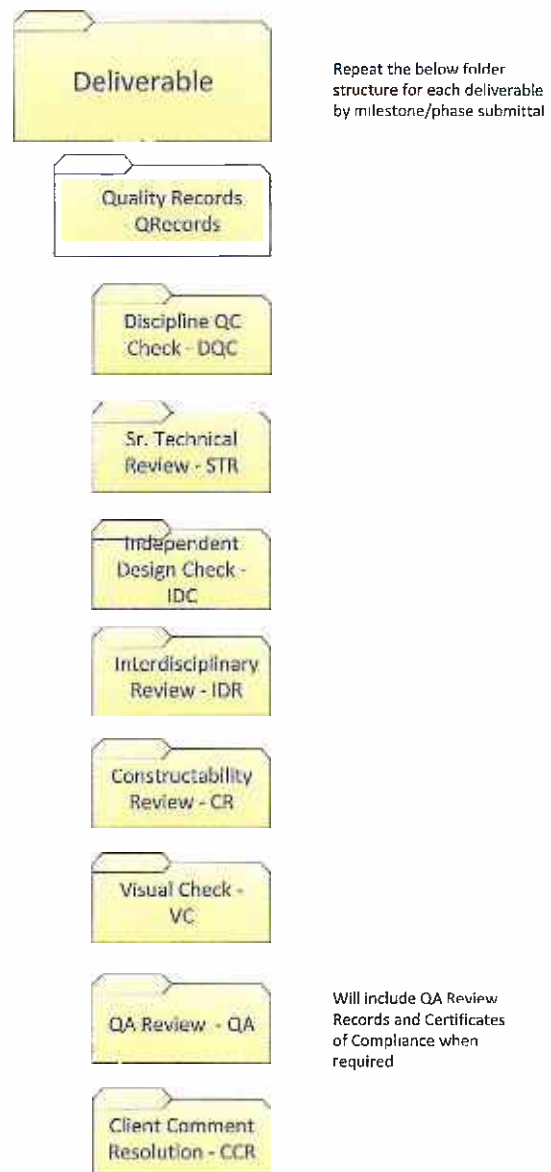 Deliverable
Repeat the below folder
structure for each deliverable
by milestone/phase submittal
Quality Records
- QRecords
Discipline QC
Check - DQC
Sr. Technical
Review - STR
Independent
Design Check -
IDC
Interdisciplinary
Review - IDR
Constructability
Review - CR
Visual Check -
VC
QA Review - QA
Will include QA Review
Records and Certificates
of Compliance when
required
Client Comment
Resolution - CCR